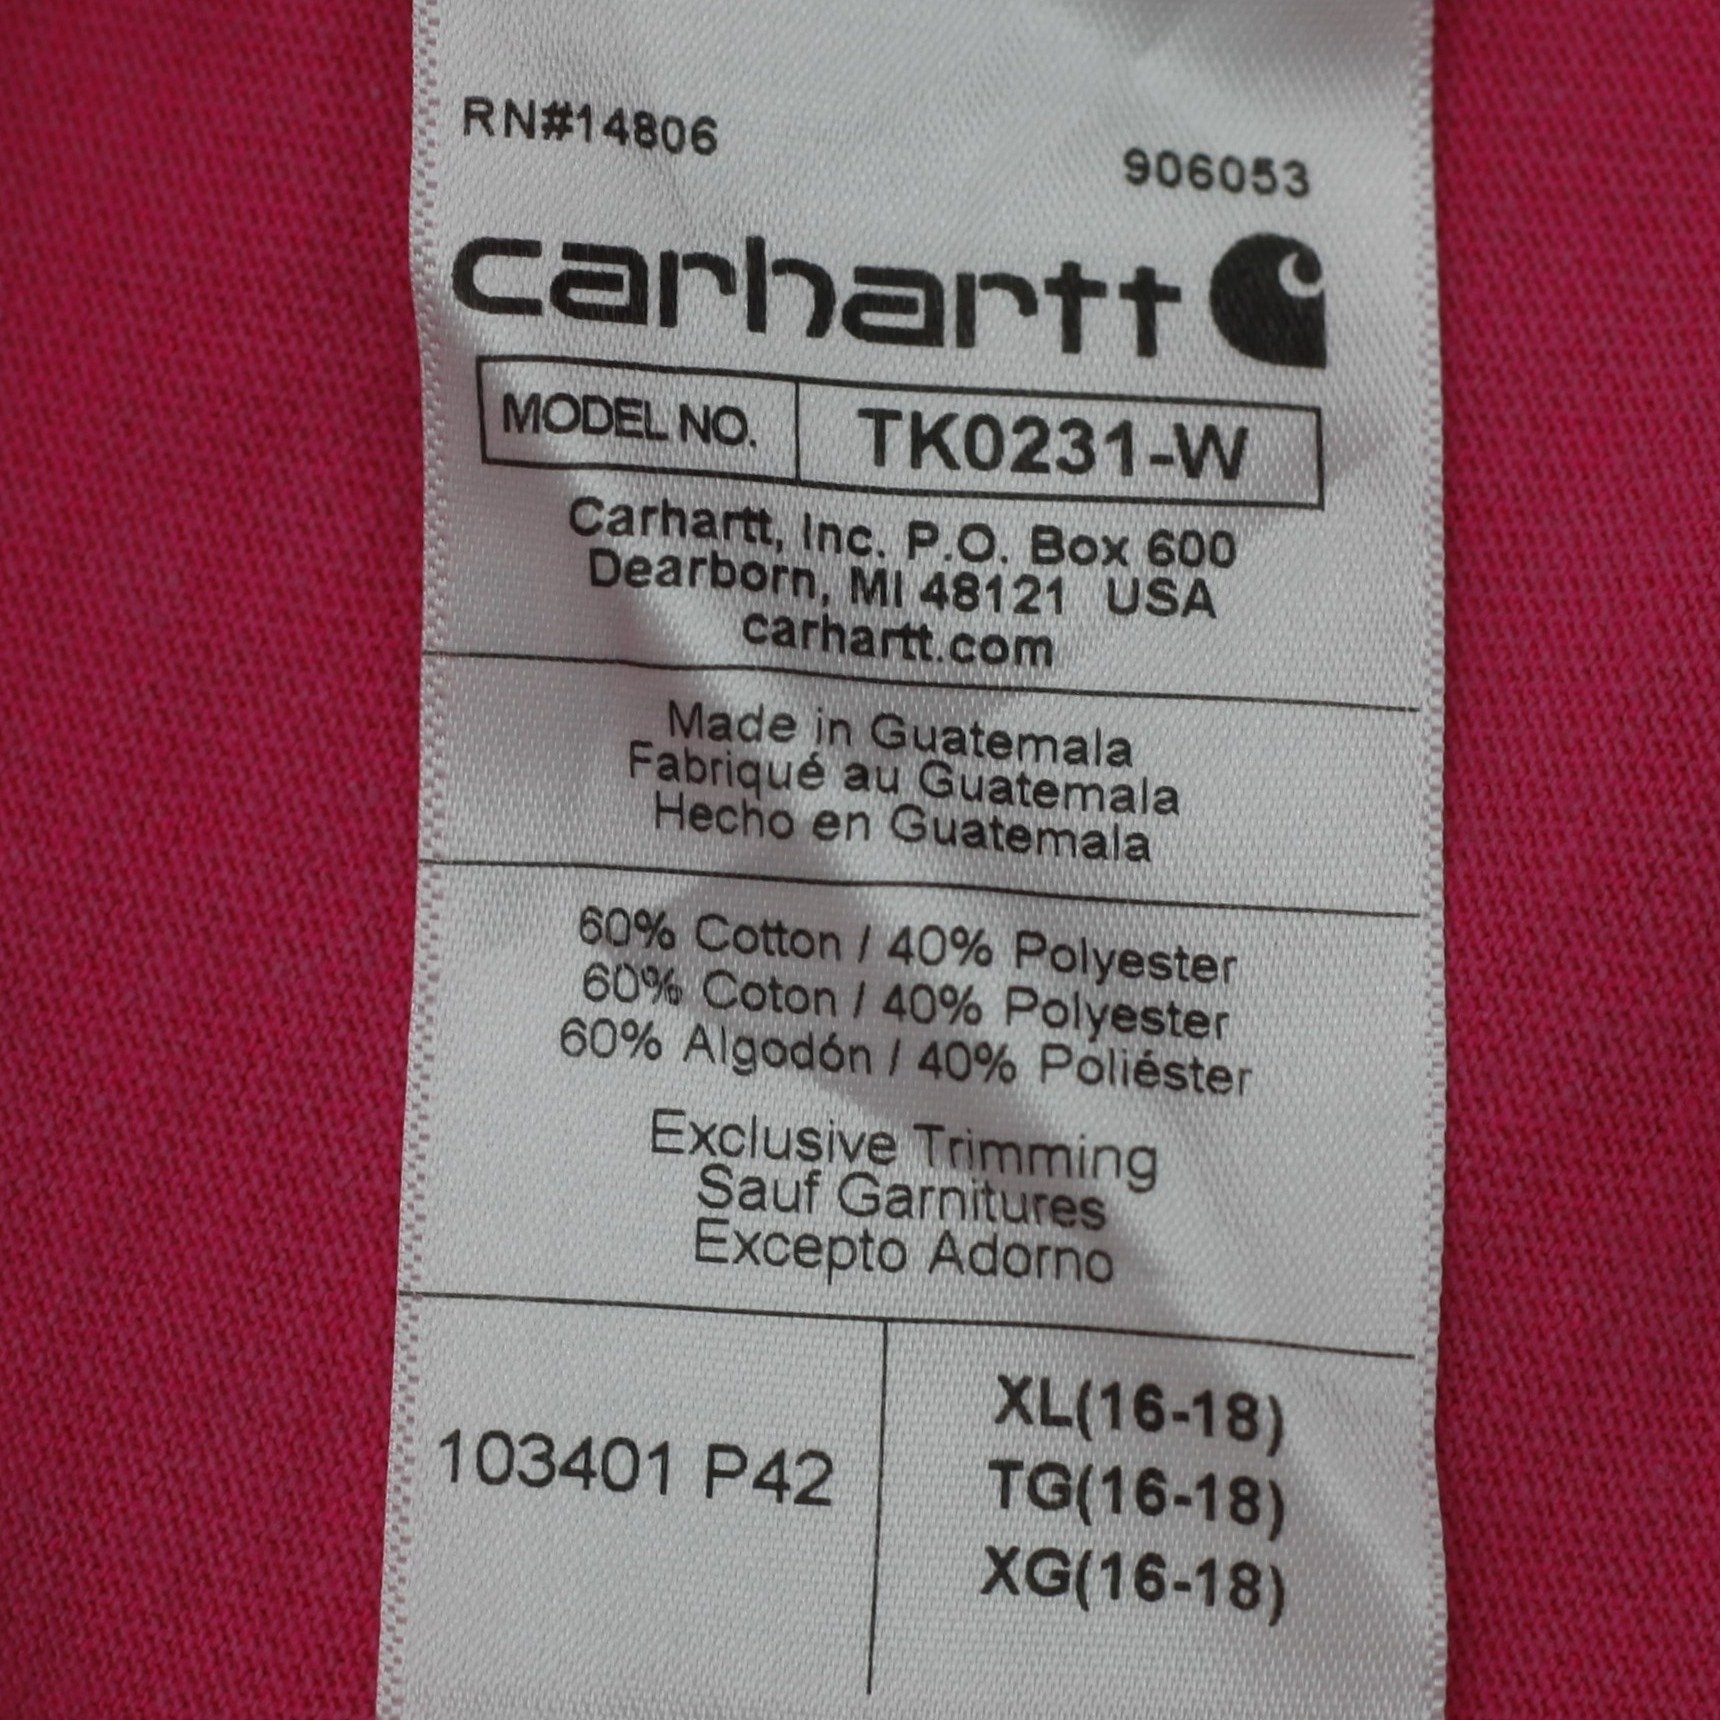 RN#14806
906053
carhartt
MODEL NO. TK0231-W
Carhartt, Inc. P.O. Box 600
Dearborn, MI 48121 USA
carhartt.com
Made in Guatemala
Fabriqué au Guatemala
Hecho en Guatemala
60% Cotton / 40% Polyester
60% Coton / 40% Polyester
60% Algodón / 40% Poliéster
Exclusive Trimming
Sauf Garnitures
Excepto Adorno
103401 P42
XL(16-18)
TG(16-18)
XG(16-18)